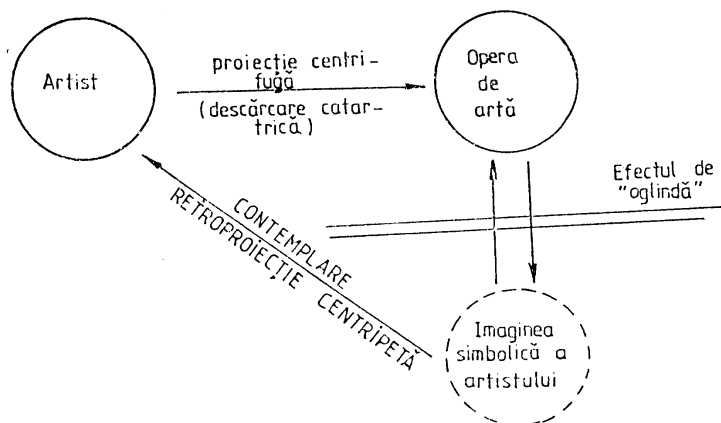 Artist
proiecție centri-
fugă
(descărcare catar-
trică)
Opera
de
artă
Efectul de
"oglindă"
CONTEMPLARE
RETROPROIECȚIE CENTRIPETĂ
Imaginea
simbolică a
artistului